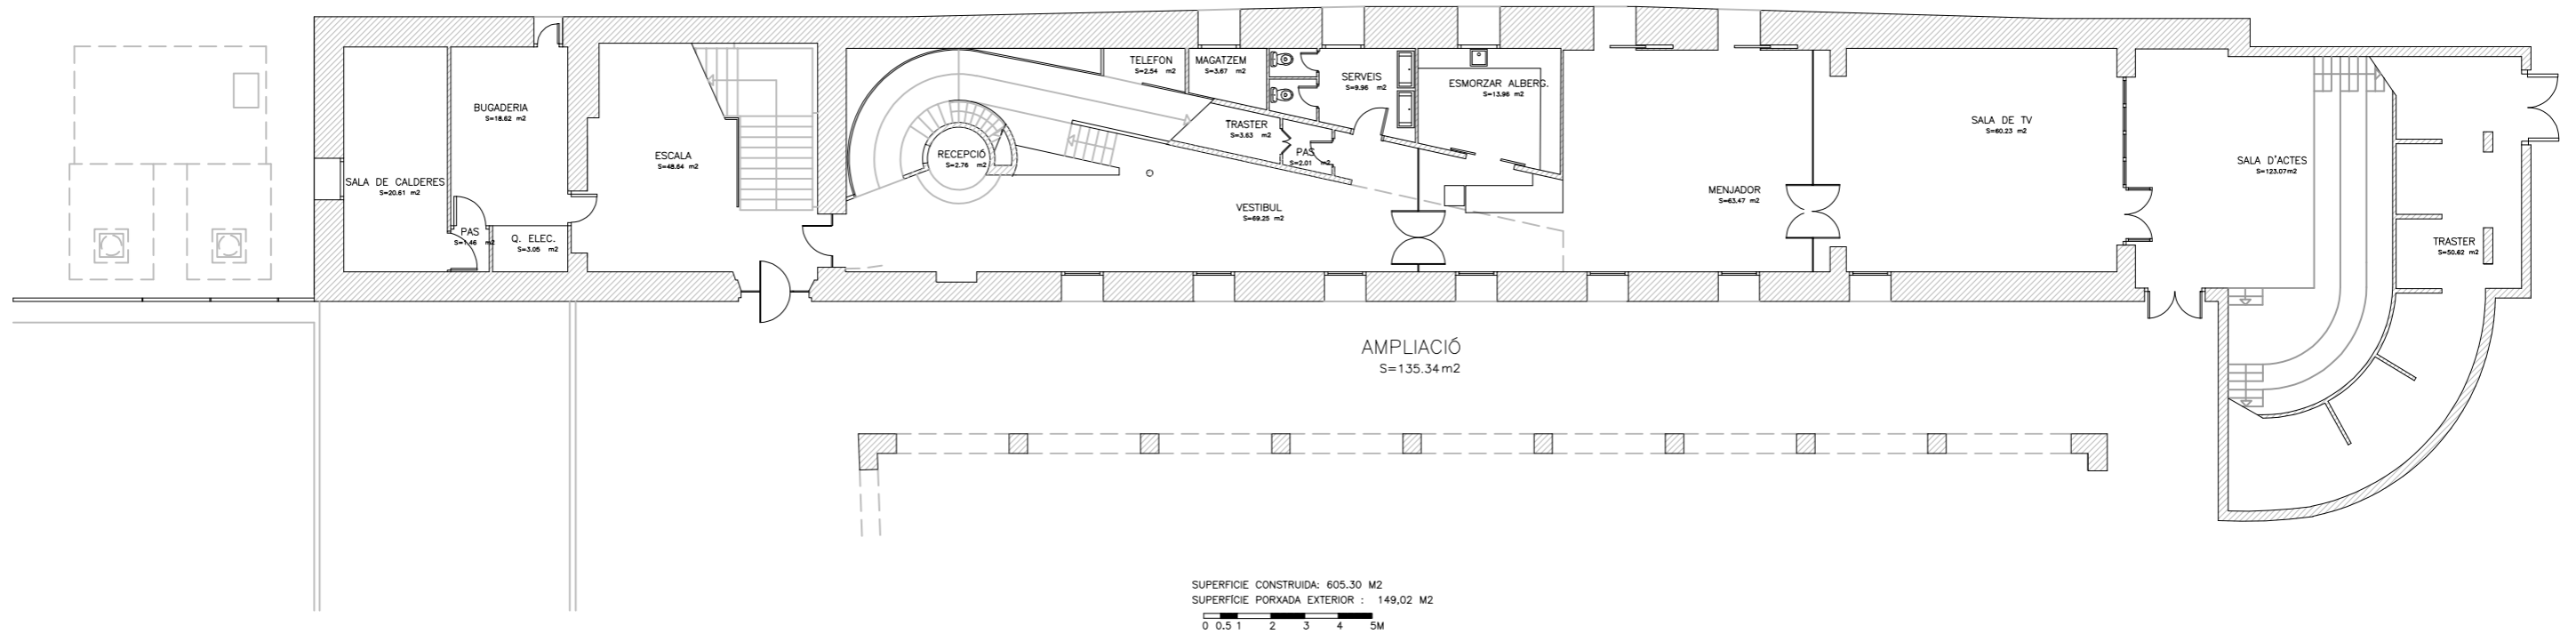 TELEFON
S=2.54 m2
MAGATZEM
S=3.67 m2
SERVEIS
S=9.96 m2
ESMORZAR ALBERG.
S=13.96 m2
BUGADERIA
S=18.62 m2
TRASTER
S=3.63 m2
SALA DE TV
S=60.23 m2
ESCALA
S=48.64 m2
RECEPCIÓ
S=2.76 m2
PAS
S=2.01 m2
SALA D'ACTES
S=123.07m2
SALA DE CALDERES
S=20.61 m2
MENJADOR
S=63.47 m2
VESTIBUL
S=69.25 m2
PAS
S=1.46 m2
Q. ELEC.
S=3.05 m2
TRASTER
S=50.62 m2
AMPLIACIÓ
S=135.34m2
SUPERFICIE CONSTRUIDA: 605.30 M2
SUPERFÍCIE PORXADA EXTERIOR : 149,02 M2
0 0.5 1 2 3 4 5M